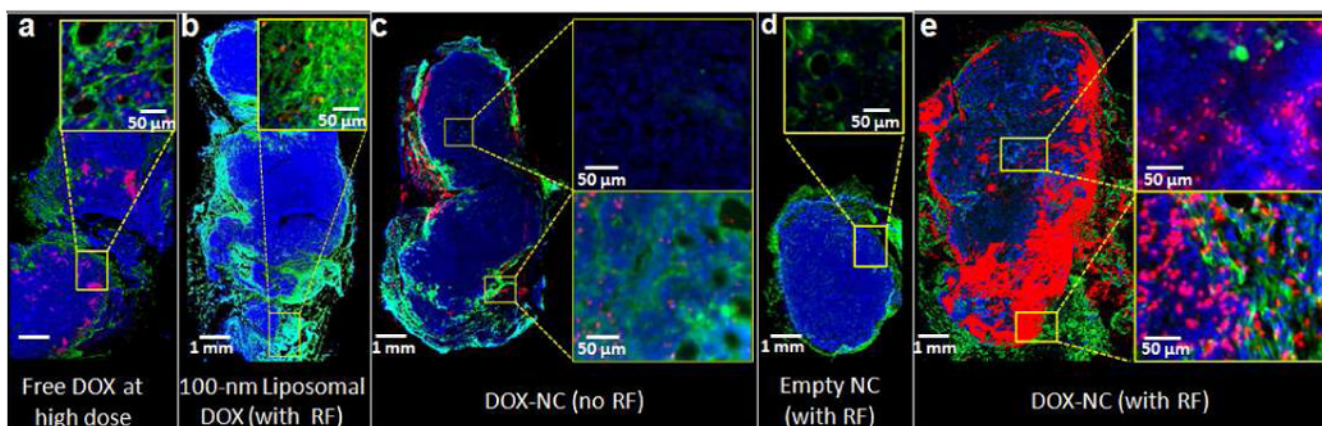 a b c d e
50 µm
50 µm
50 µm
50 µm
50 µm
50 µm
50 µm
1 mm
1 mm
1 mm
1 mm
Free DOX at
high dose
100-nm Liposomal
DOX (with RF)
DOX-NC (no RF)
Empty NC
(with RF)
DOX-NC (with RF)